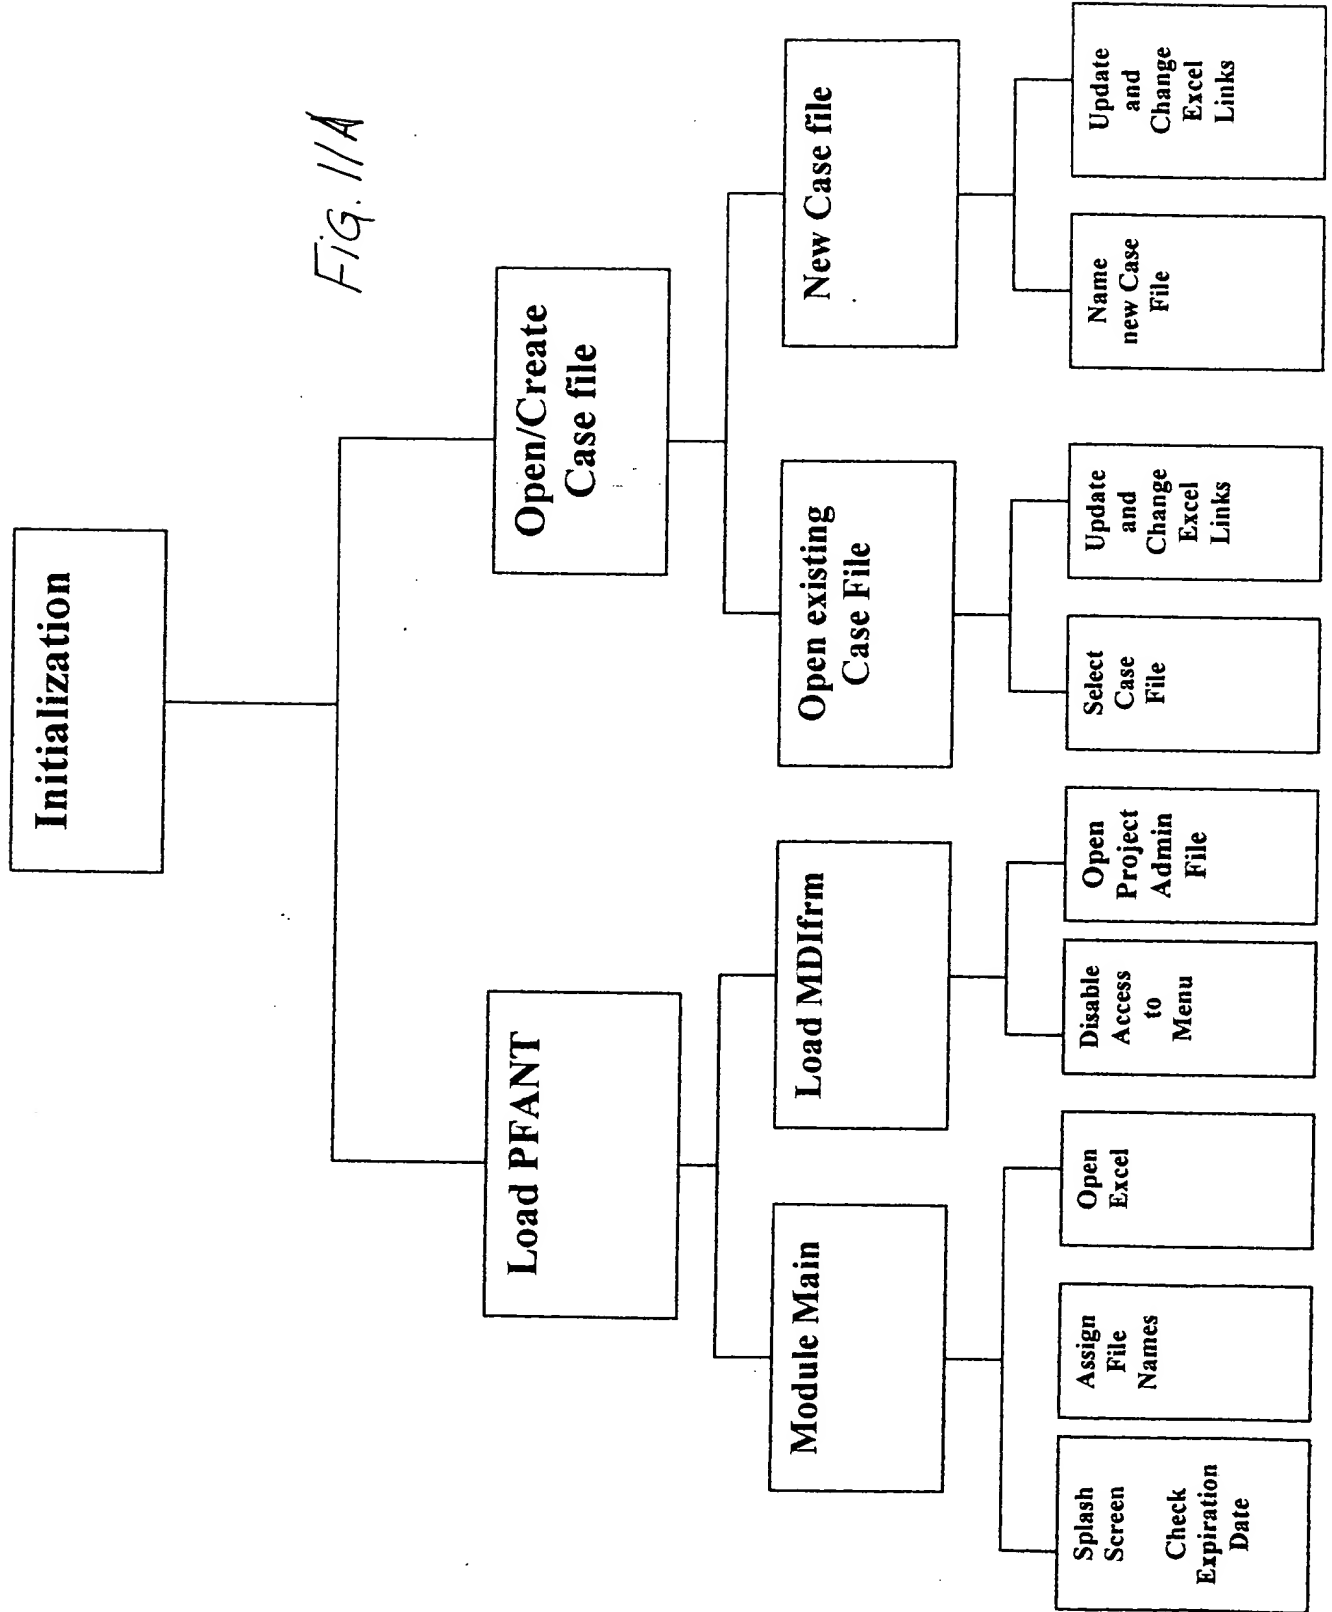 Initialization
FIG. 11A
Load PFANT
Open/Create
Case file
Module Main
Load MDIfrm
Open existing
Case File
New Case file
Splash
Screen
Check
Expiration
Date
Assign
File
Names
Open
Excel
Disable
Access
to
Menu
Open
Project
Admin
File
Select
Case
File
Update
and
Change
Excel
Links
Name
new Case
File
Update
and
Change
Excel
Links